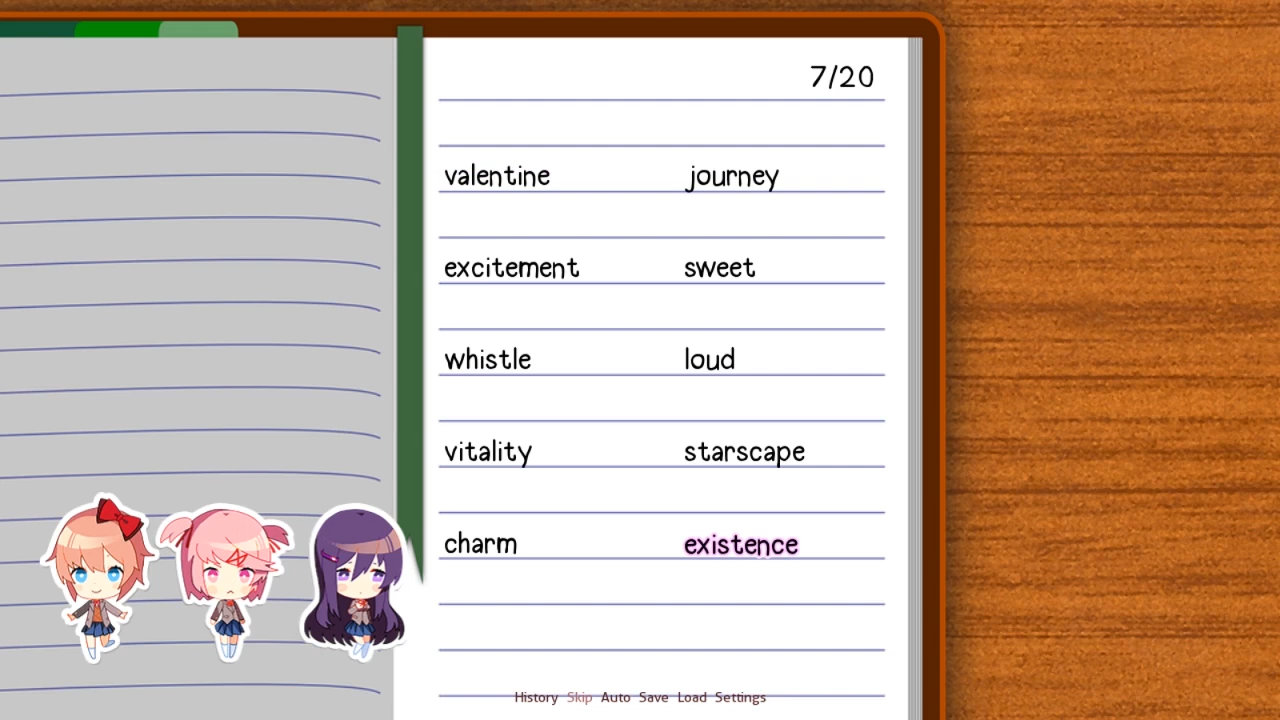 7/20
valentine journey
excitement sweet
whistle loud
vitality starscape
charm existence
History Skip Auto Save Load Settings